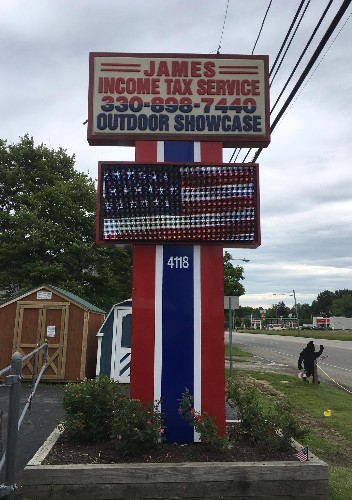 JAMES
INCOME TAX SERVICE
330-898-7440
OUTDOOR SHOWCASE
4118